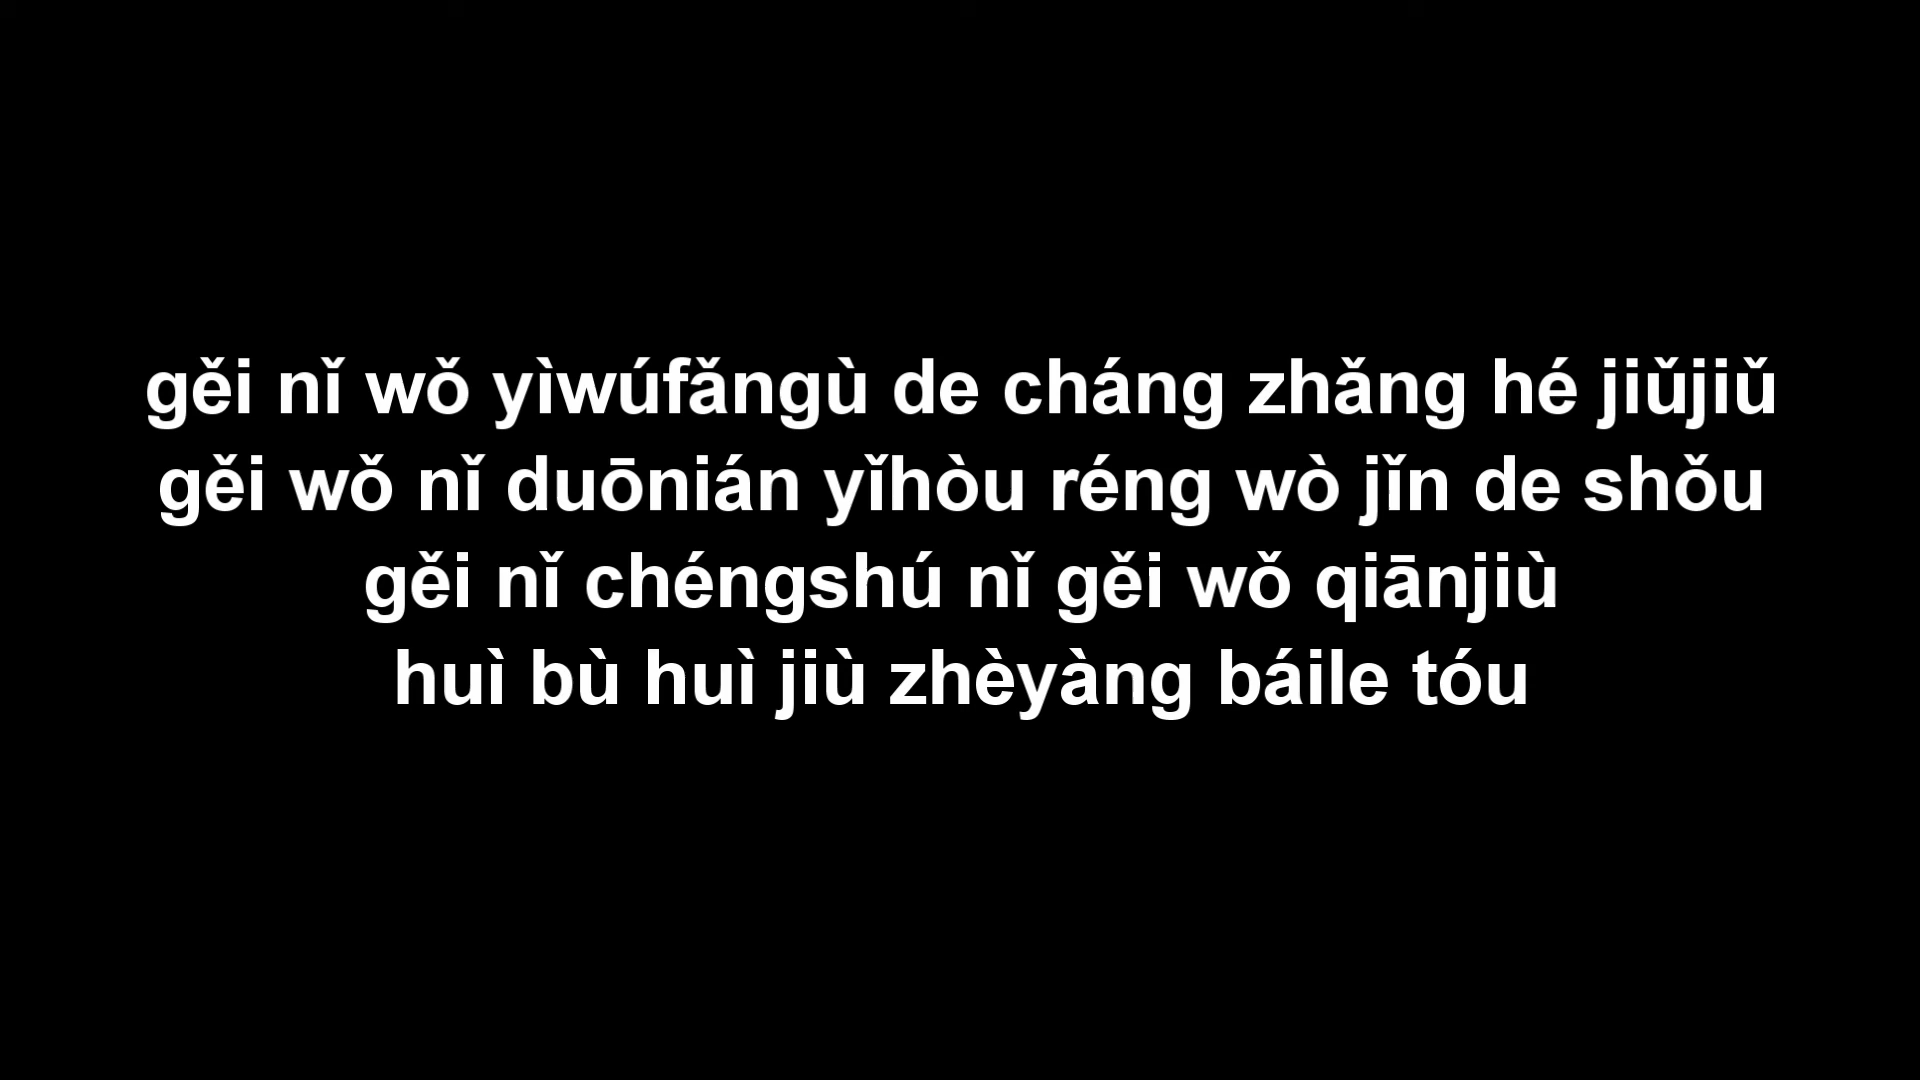 gěi nǐ wǒ yìwúfǎngù de cháng zhǎng hé jiǔjiǔ
gěi wǒ nǐ duōnián yǐhòu réng wò jǐn de shǒu
gěi nǐ chéngshú nǐ gěi wǒ qiānjiù
huì bù huì jiù zhèyàng báile tóu